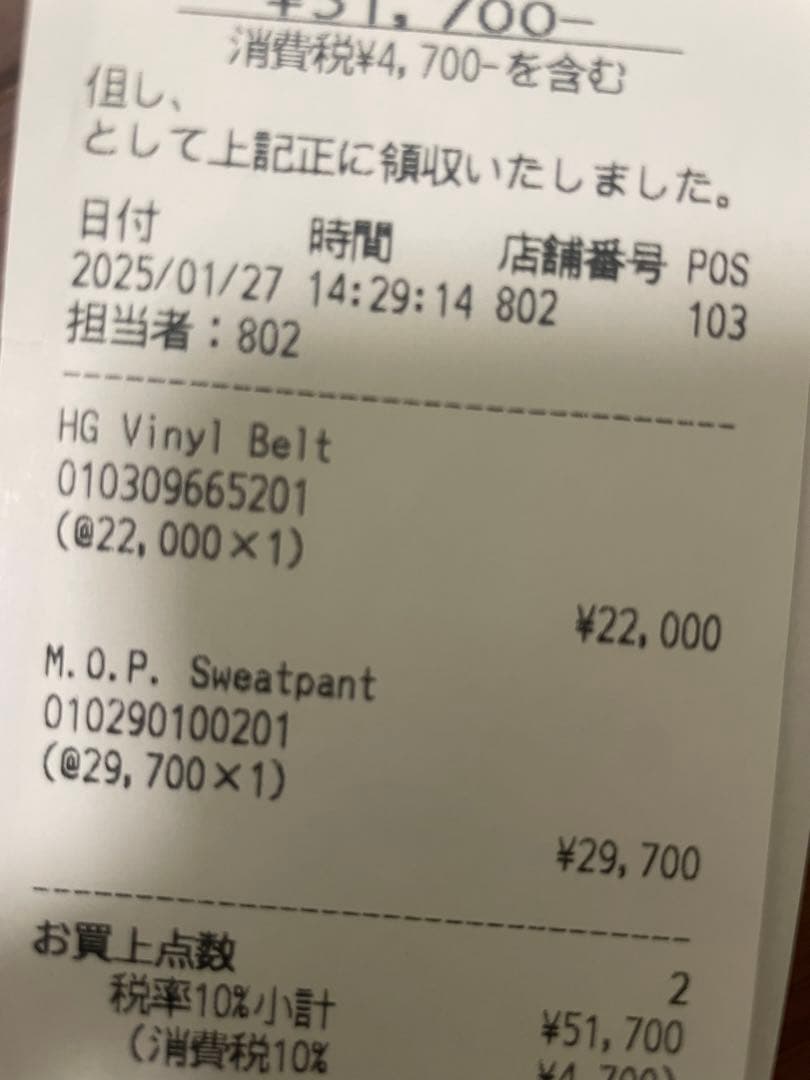 ¥51,700-
消費税¥4,700-を含む
但し、
として上記正に領収いたしました。
日付 時間 店舗番号 POS
2025/01/27 14:29:14 802 103
担当者：802
HG Vinyl Belt
010309665201
(@22,000×1)
¥22,000
M.O.P. Sweatpant
010290100201
(@29,700×1)
¥29,700
お買上点数 2
税率10%小計 ¥51,700
(消費税10% ¥4,700)